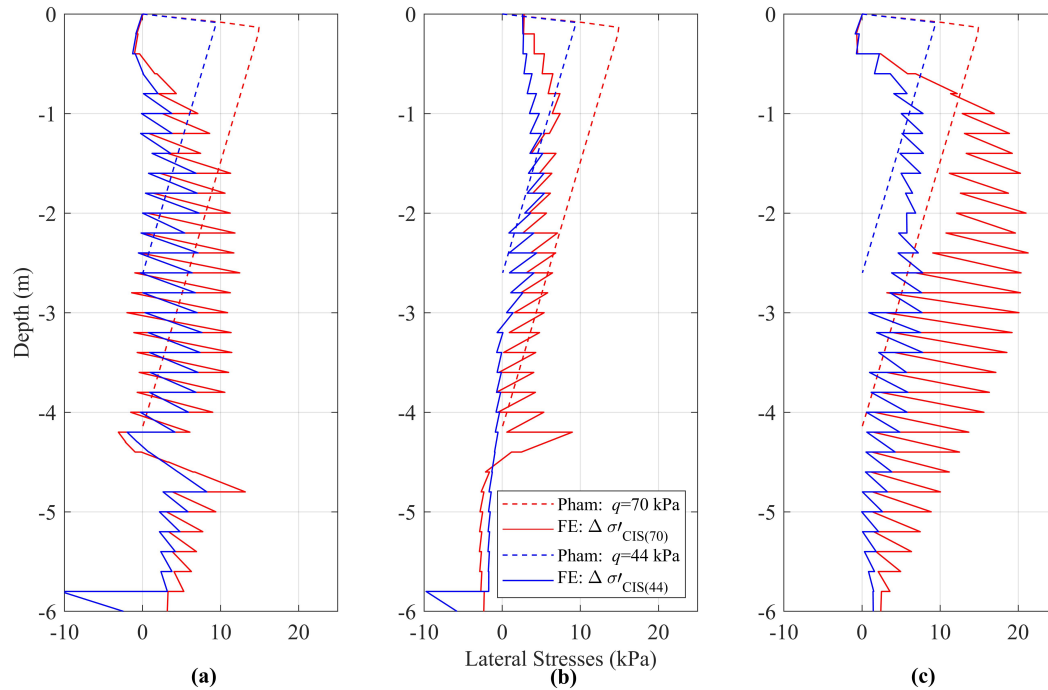 0
-1
-2
-3
-4
-5
-6
Depth (m)
-10 0 10 20
(a)
0
-1
-2
-3
-4
-5
-6
Pham: q=70 kPa
FE: Δ σ′CIS(70)
Pham: q=44 kPa
FE: Δ σ′CIS(44)
-10 0 10 20
Lateral Stresses (kPa)
(b)
0
-1
-2
-3
-4
-5
-6
-10 0 10 20
(c)